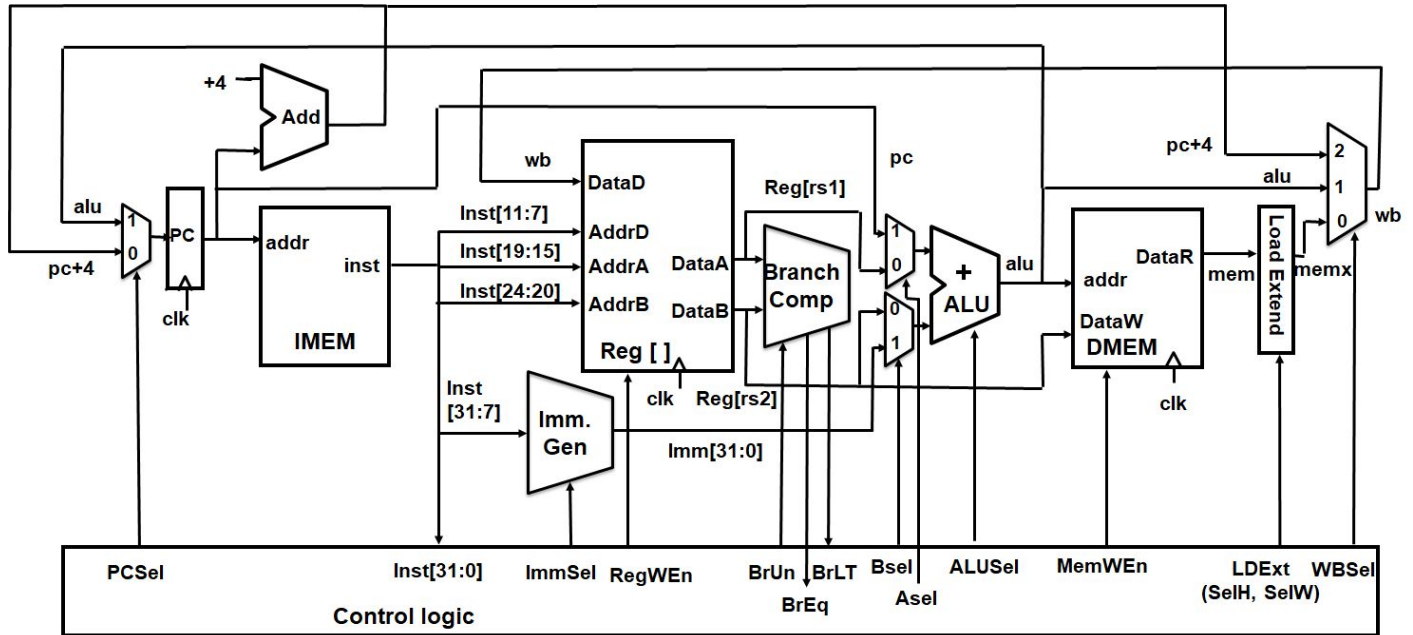 +4
Add
pc+4
2
wb
pc
alu
1
DataD
Reg[rs1]
0
wb
alu
1
Inst[11:7]
PC
addr
AddrD
1
Load Extend
0
Inst[19:15]
DataR
pc+4
inst
AddrA
DataA
Branch
Comp
0
+
ALU
alu
addr
mem
memx
Inst[24:20]
AddrB
DataB
0
clk
IMEM
DataW
DMEM
1
Reg [ ]
Inst
[31:7]
clk
Reg[rs2]
clk
Imm.
Gen
Imm[31:0]
PCSel
Inst[31:0]
ImmSel
RegWEn
BrUn
BrLT
Bsel
ALUSel
MemWEn
LDExt
(SelH, SelW)
WBSel
BrEq
Asel
Control logic